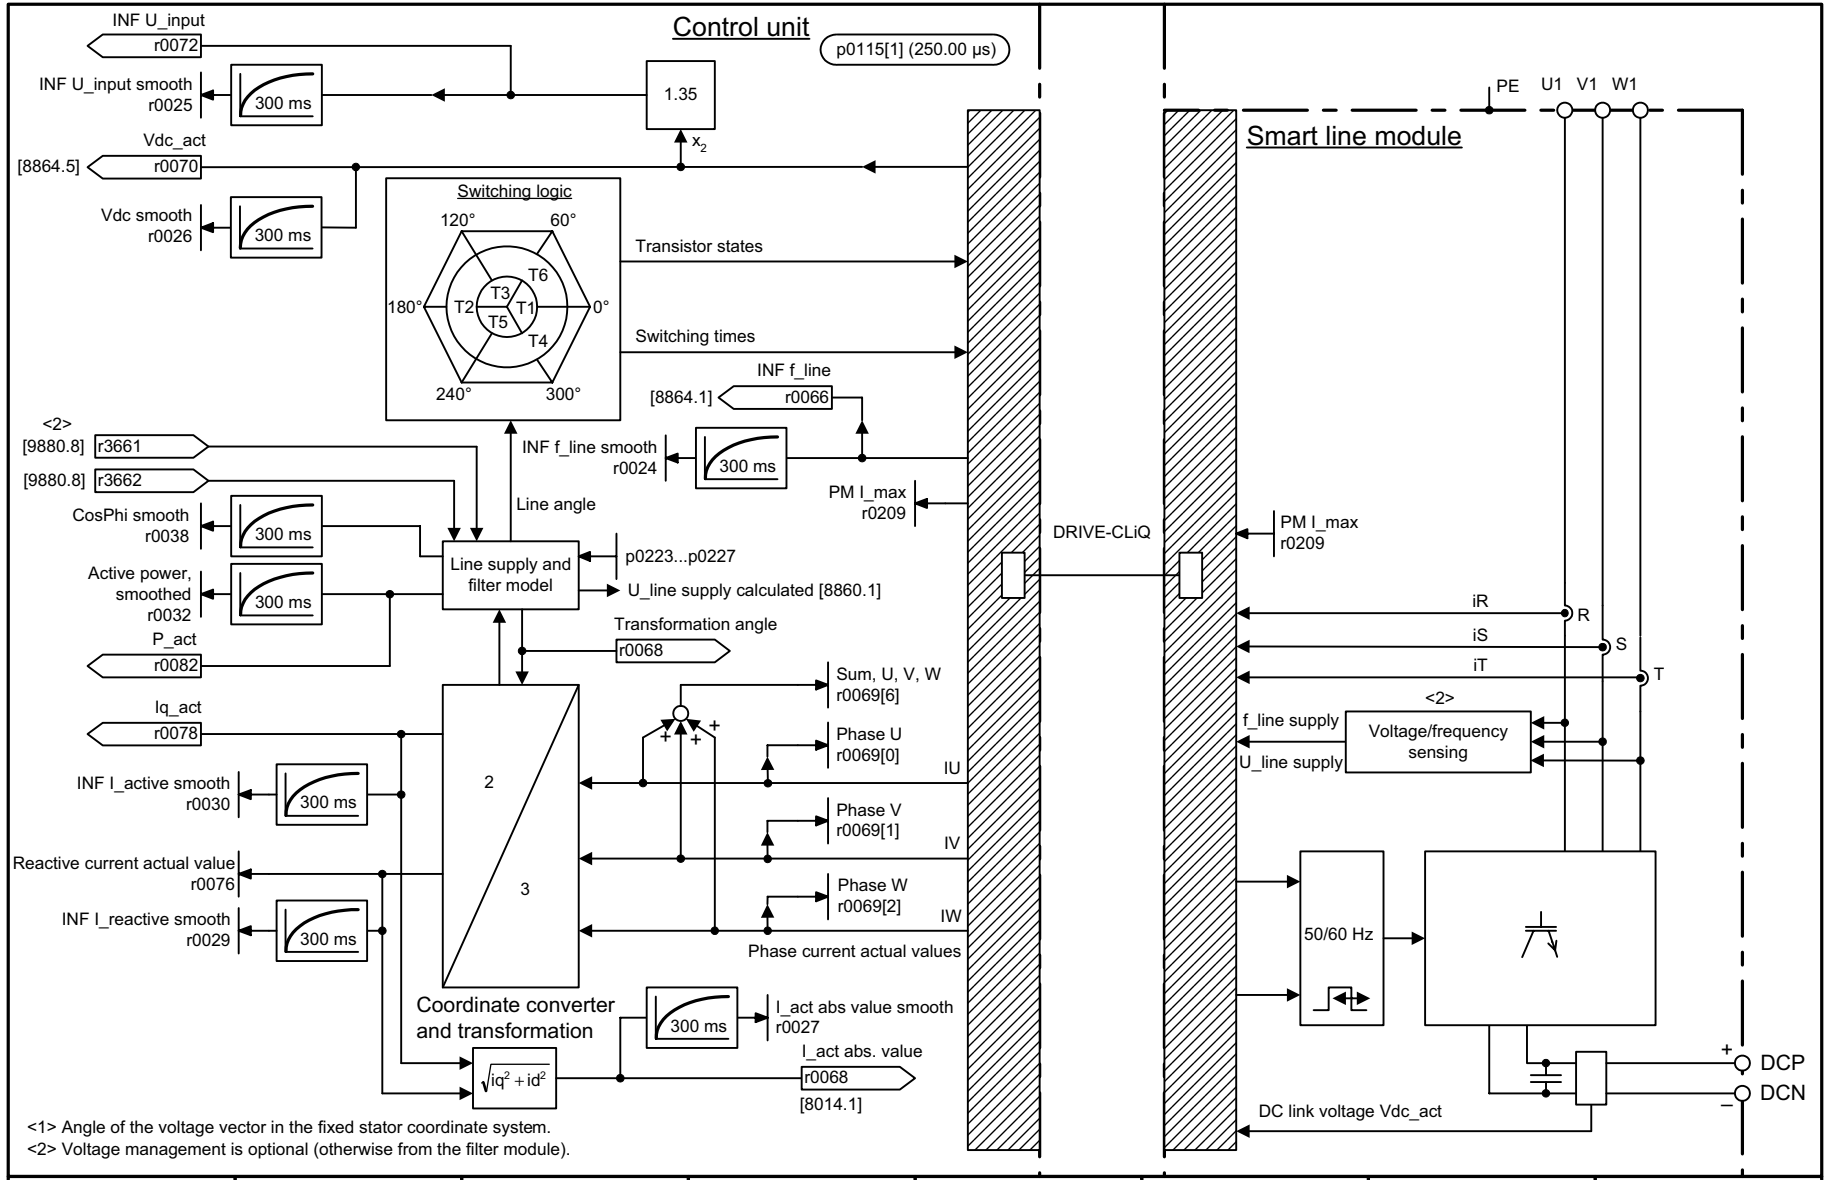 INF U_input
r0072
Control unit
p0115[1] (250.00 µs)
INF U_input smooth
r0025
300 ms
1.35
x2
Vdc_act
[8864.5]
r0070
Vdc smooth
r0026
300 ms
Switching logic
120°
60°
180°
0°
240°
300°
T6
T3
T2
T1
T5
T4
Transistor states
Switching times
INF f_line
[8864.1]
r0066
INF f_line smooth
r0024
300 ms
PM I_max
r0209
<2>
[9880.8]
r3661
[9880.8]
r3662
Line angle
CosPhi smooth
r0038
300 ms
Active power,
smoothed
r0032
300 ms
P_act
r0082
Line supply and
filter model
p0223...p0227
U_line supply calculated [8860.1]
Transformation angle
r0068
Iq_act
r0078
INF I_active smooth
r0030
300 ms
Reactive current actual value
r0076
INF I_reactive smooth
r0029
300 ms
2
3
Coordinate converter
and transformation
Sum, U, V, W
r0069[6]
+
+
+
Phase U
r0069[0]
IU
Phase V
r0069[1]
IV
Phase W
r0069[2]
IW
Phase current actual values
√iq² + id²
300 ms
I_act abs value smooth
r0027
I_act abs. value
r0068
[8014.1]
<1> Angle of the voltage vector in the fixed stator coordinate system.
<2> Voltage management is optional (otherwise from the filter module).
DRIVE-CLiQ
PE
U1
V1
W1
Smart line module
PM I_max
r0209
iR
R
iS
S
iT
T
<2>
f_line supply
U_line supply
Voltage/frequency
sensing
50/60 Hz
+
DCP
DCN
–
DC link voltage Vdc_act